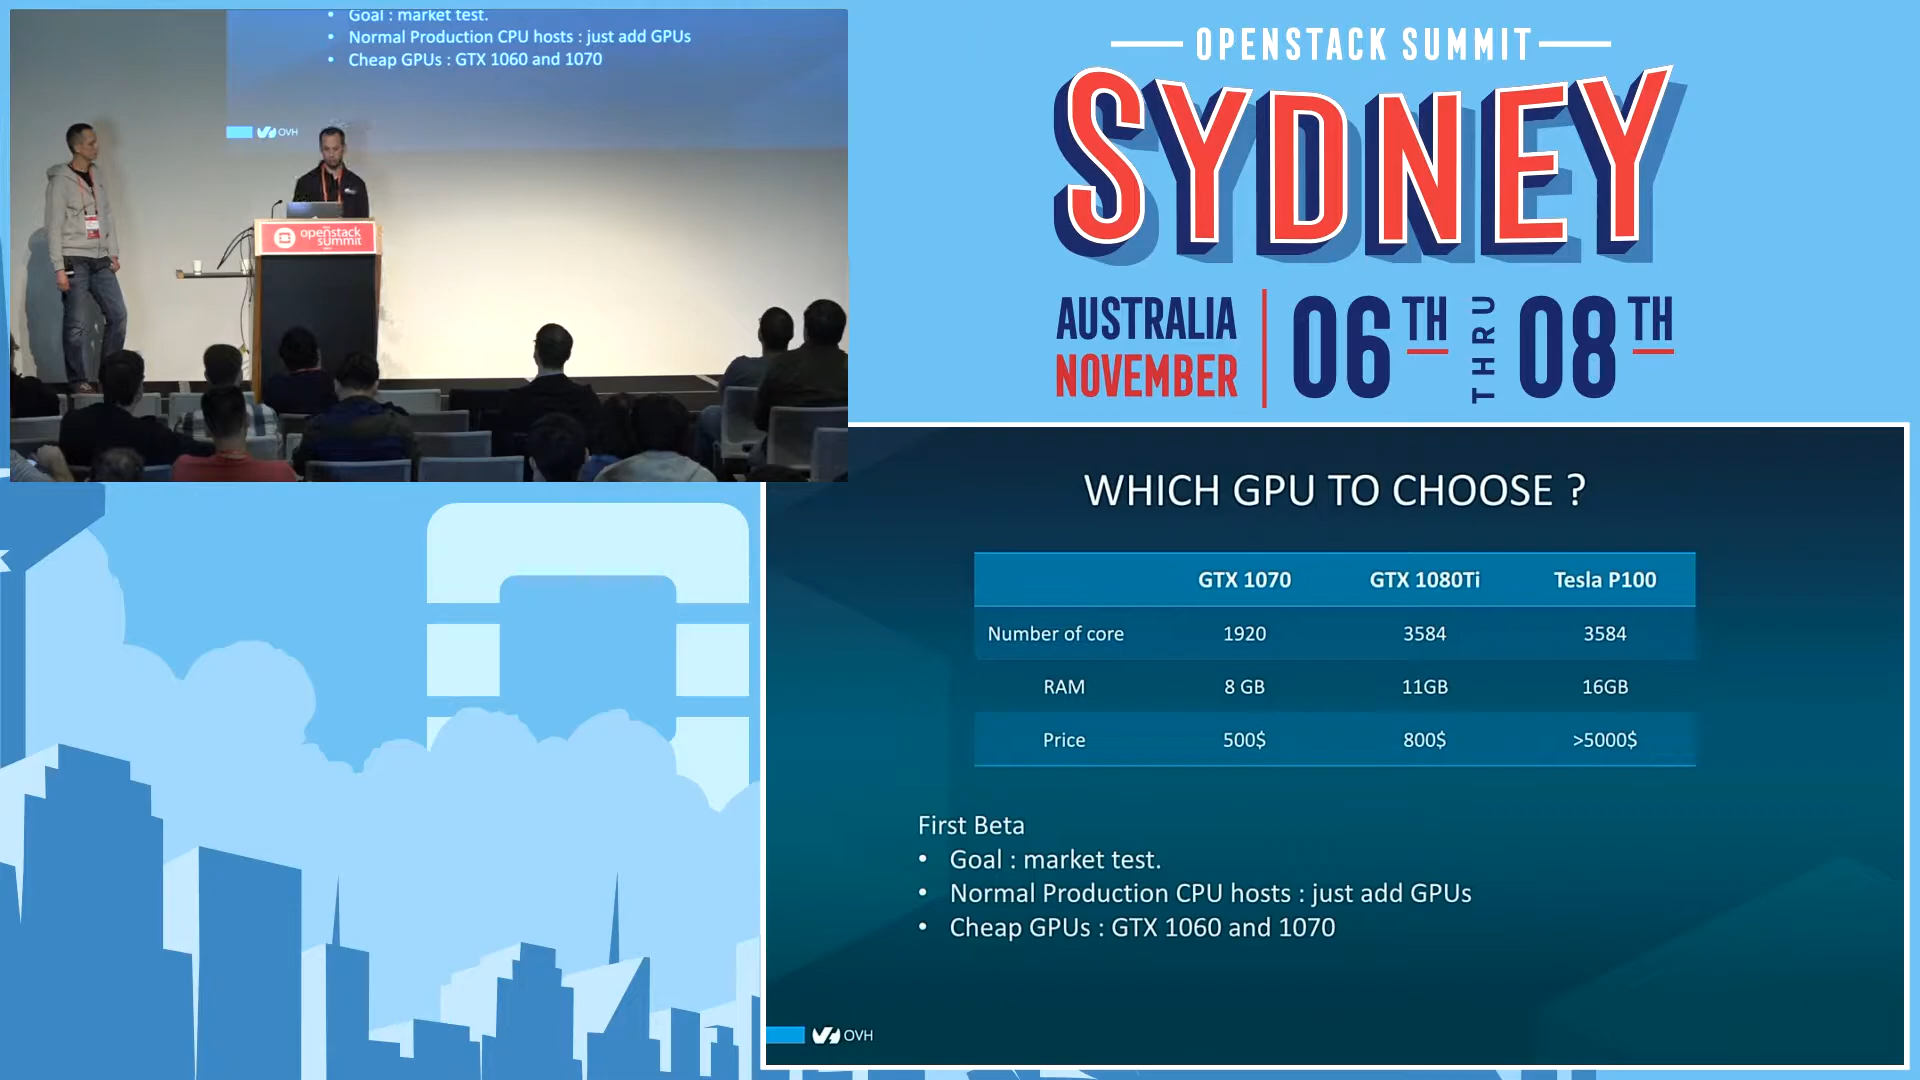 Goal : market test.
Normal Production CPU hosts : just add GPUs
Cheap GPUs : GTX 1060 and 1070
OVH
openstack
summit
OPENSTACK SUMMIT
SYDNEY
AUSTRALIA
NOVEMBER
06TH THRU 08TH
WHICH GPU TO CHOOSE ?
GTX 1070 GTX 1080Ti Tesla P100
Number of core 1920 3584 3584
RAM 8 GB 11GB 16GB
Price 500$ 800$ >5000$
First Beta
• Goal : market test.
• Normal Production CPU hosts : just add GPUs
• Cheap GPUs : GTX 1060 and 1070
OVH